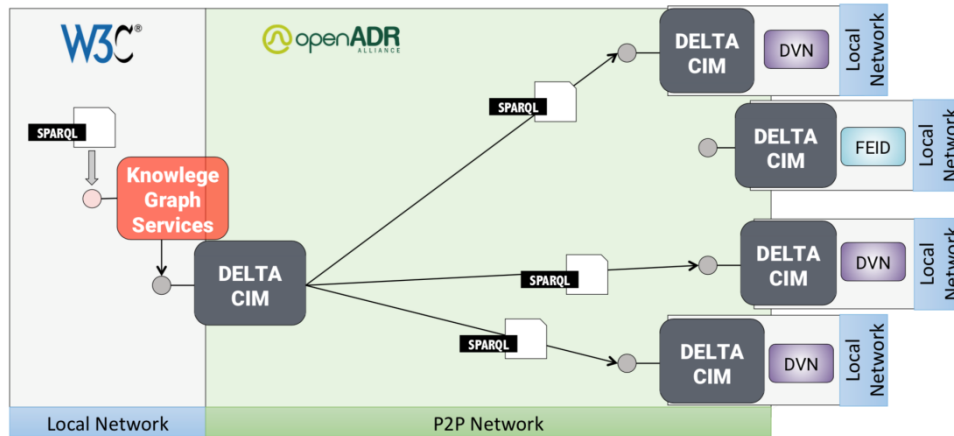 W3C®
openADR
ALLIANCE
SPARQL
Knowlege
Graph
Services
DELTA
CIM
SPARQL
SPARQL
SPARQL
DELTA
CIM
DVN
Local
Network
DELTA
CIM
FEID
Local
Network
DELTA
CIM
DVN
Local
Network
DELTA
CIM
DVN
Local
Network
Local Network
P2P Network